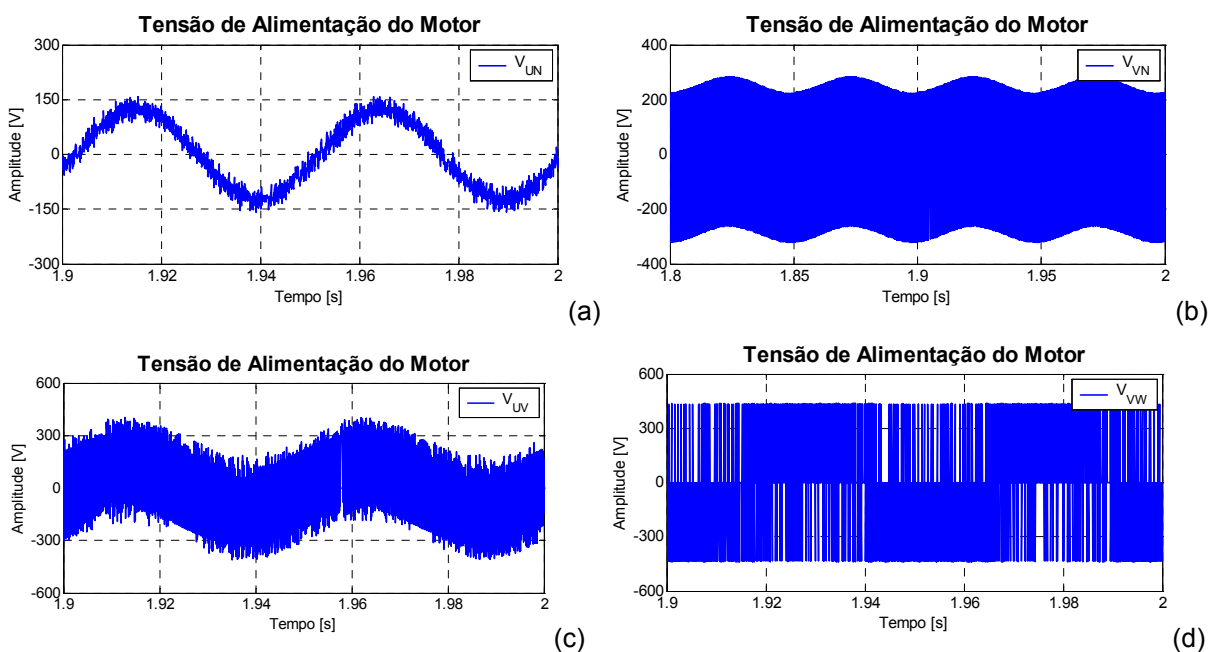 Tensão de Alimentação do Motor
300
150
0
-150
-300
Amplitude [V]
V_UN
1.9
1.92
1.94
1.96
1.98
2
Tempo [s]
(a)
Tensão de Alimentação do Motor
400
200
0
-200
-400
Amplitude [V]
V_VN
1.8
1.85
1.9
1.95
2
Tempo [s]
(b)
Tensão de Alimentação do Motor
600
300
0
-300
-600
Amplitude [V]
V_UV
1.9
1.92
1.94
1.96
1.98
2
Tempo [s]
(c)
Tensão de Alimentação do Motor
600
300
0
-300
-600
Amplitude [V]
V_VW
1.9
1.92
1.94
1.96
1.98
2
Tempo [s]
(d)